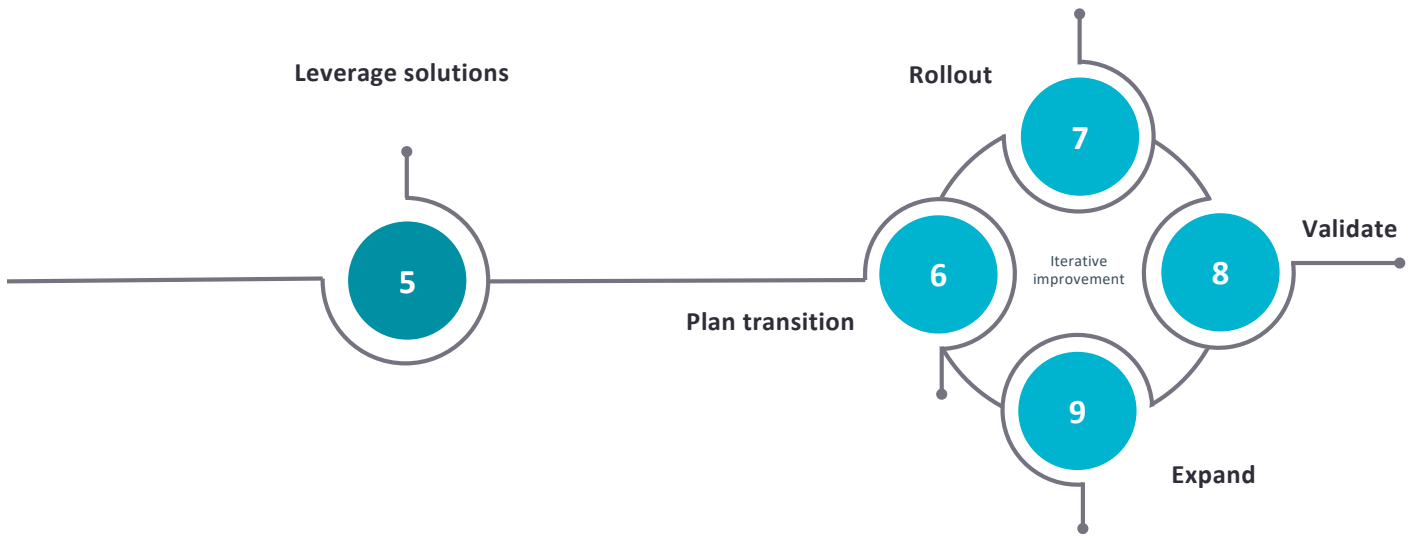 Leverage solutions
5
Plan transition
6
Rollout
7
Validate
8
Iterative
improvement
9
Expand